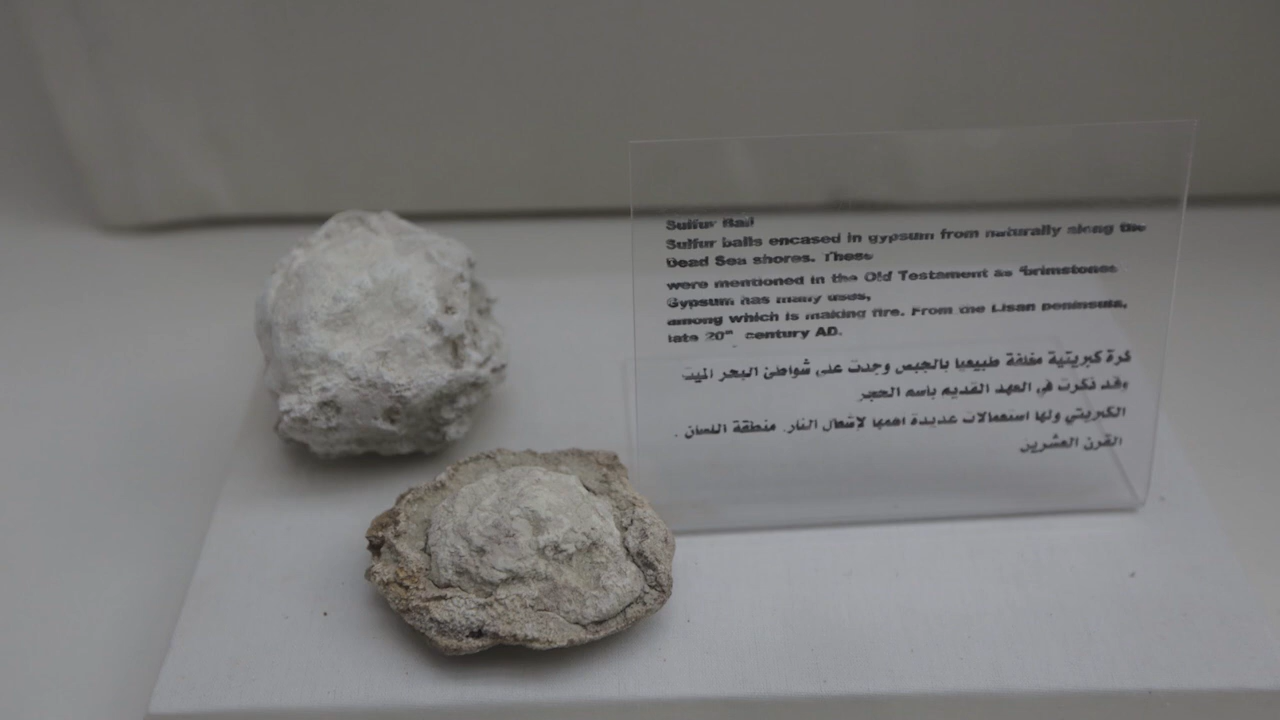 Sulfur Ball
Sulfur balls encased in gypsum from naturally along the
Dead Sea shores. These
were mentioned in the Old Testament as "brimstones
Gypsum has many uses,
among which is making fire. From the Lisan peninsula,
late 20th century AD.
كرة كبريتية مغلفة طبيعيا بالجبس وجدت على شواطئ البحر الميت
وقد ذكرت في العهد القديم باسم الحجر
الكبريتي ولها استعمالات عديدة اهمها لإشعال النار. منطقة اللسان .
القرن العشرين